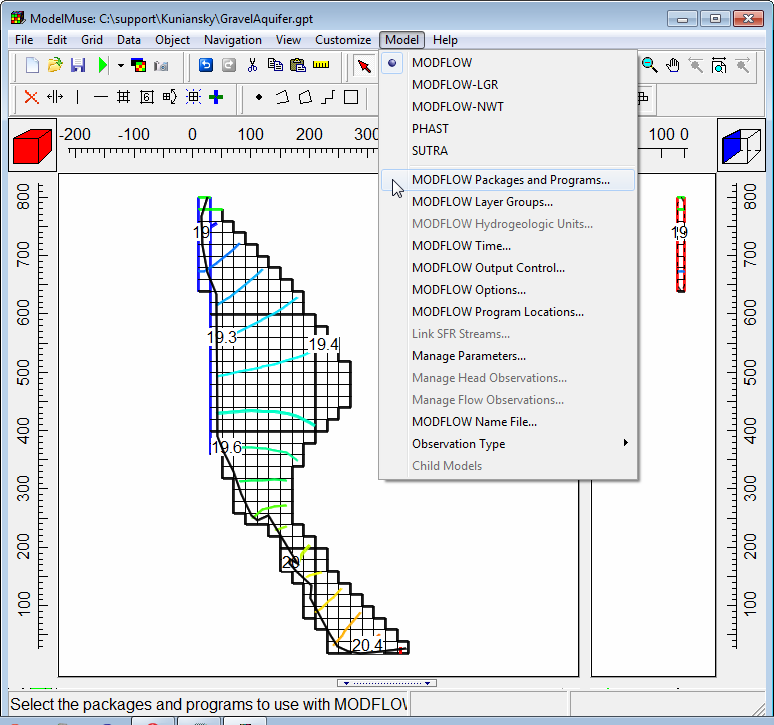 ModelMuse: C:\support\Kuniansky\GravelAquifer.gpt
File Edit Grid Data Object Navigation View Customize Model Help
MODFLOW
MODFLOW-LGR
MODFLOW-NWT
PHAST
SUTRA
MODFLOW Packages and Programs...
MODFLOW Layer Groups...
MODFLOW Hydrogeologic Units...
MODFLOW Time...
MODFLOW Output Control...
MODFLOW Options...
MODFLOW Program Locations...
Link SFR Streams...
Manage Parameters...
Manage Head Observations...
Manage Flow Observations...
MODFLOW Name File...
Observation Type
Child Models
-200 -100 0 100 200 300
100 0
800
700
600
500
400
300
200
100
19
19.3
19.4
19.6
20
20.4
19
800
700
600
500
400
300
200
100
Select the packages and programs to use with MODFLOW